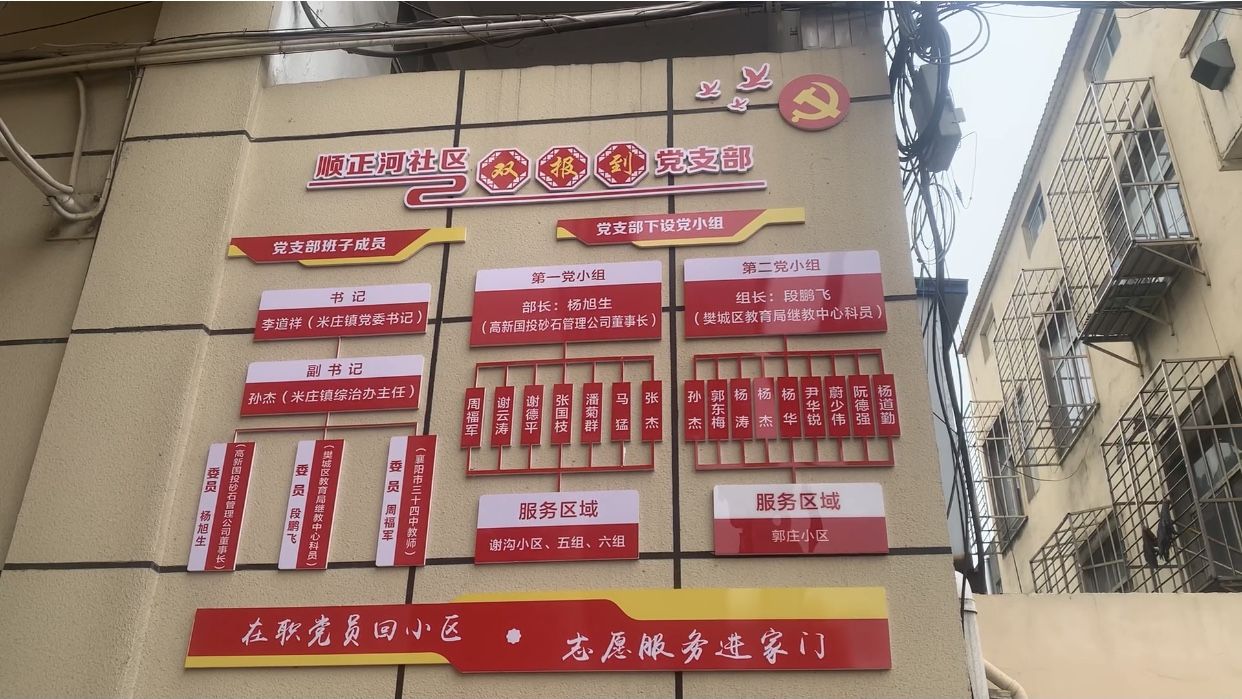 顺正河社区双报到党支部
党支部班子成员
书记
李道祥（米庄镇党委书记）
副书记
孙杰（米庄镇综治办主任）
委员 杨旭生
（高新国投砂石管理公司董事长）
委员 段鹏飞
（樊城区教育局继教中心科员）
委员 周福军
（襄阳市三十四中教师）
党支部下设党小组
第一党小组
部长：杨旭生
（高新国投砂石管理公司董事长）
周福军
谢云涛
谢德平
张国枝
潘菊群
马猛
张杰
服务区域
谢沟小区、五组、六组
第二党小组
组长：段鹏飞
（樊城区教育局继教中心科员）
孙杰
郭东梅
杨涛
杨杰
杨华
尹华锐
蔚少伟
阮德强
杨道勤
服务区域
郭庄小区
在职党员回小区
志愿服务进家门